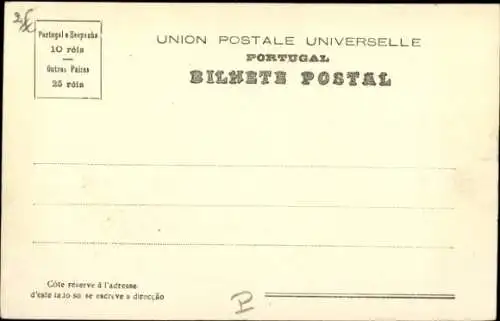 Portugal e Hespanha
10 réis
Outros Paizes
25 réis
UNION POSTALE UNIVERSELLE
PORTUGAL
BILHETE POSTAL
Côte réservé á l'adresse
d'este lado só se escreve a direcção
P